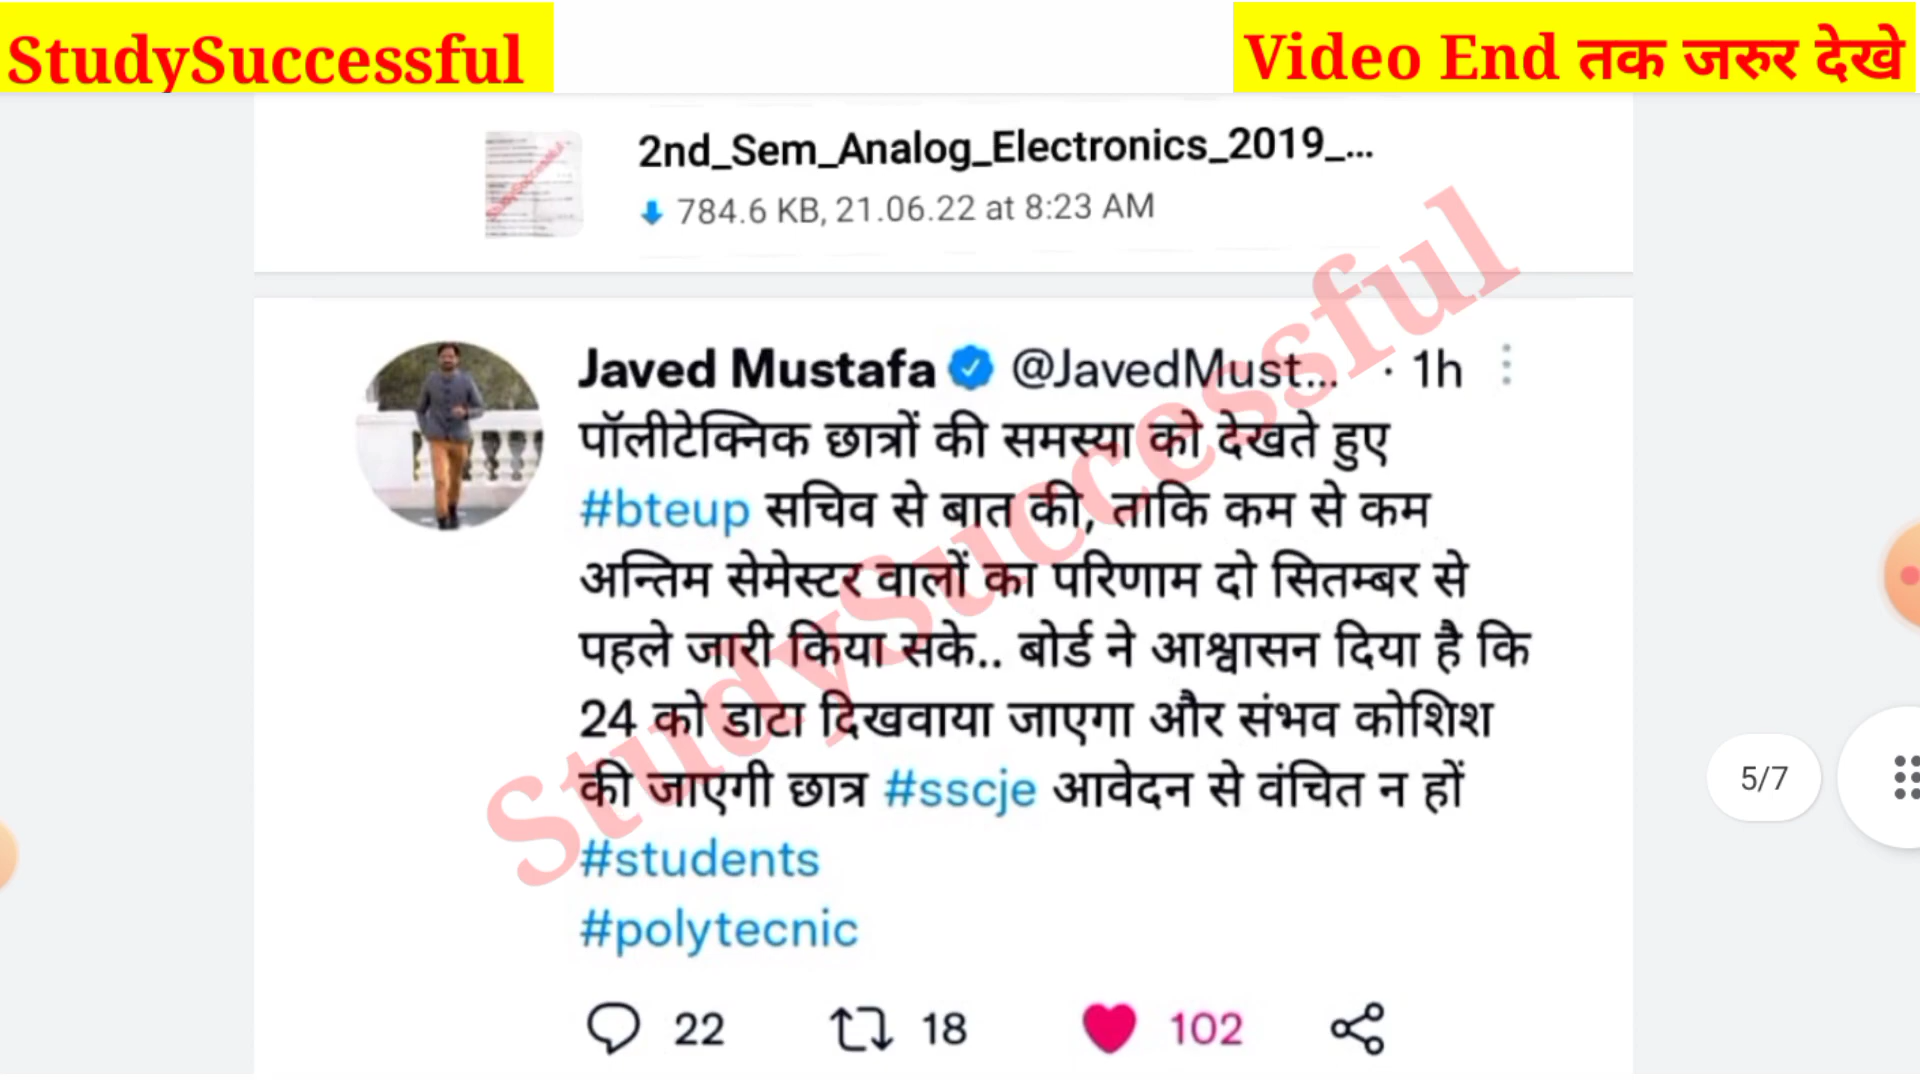 StudySuccessful
Video End तक जरुर देखे
2nd_Sem_Analog_Electronics_2019_...
784.6 KB, 21.06.22 at 8:23 AM
Javed Mustafa @JavedMust... · 1h
पॉलीटेक्निक छात्रों की समस्या को देखते हुए
#bteup सचिव से बात की, ताकि कम से कम
अन्तिम सेमेस्टर वालों का परिणाम दो सितम्बर से
पहले जारी किया सके.. बोर्ड ने आश्वासन दिया है कि
24 को डाटा दिखवाया जाएगा और संभव कोशिश
की जाएगी छात्र #sscje आवेदन से वंचित न हों
#students
#polytecnic
22 18 102
5/7
StudySuccessful